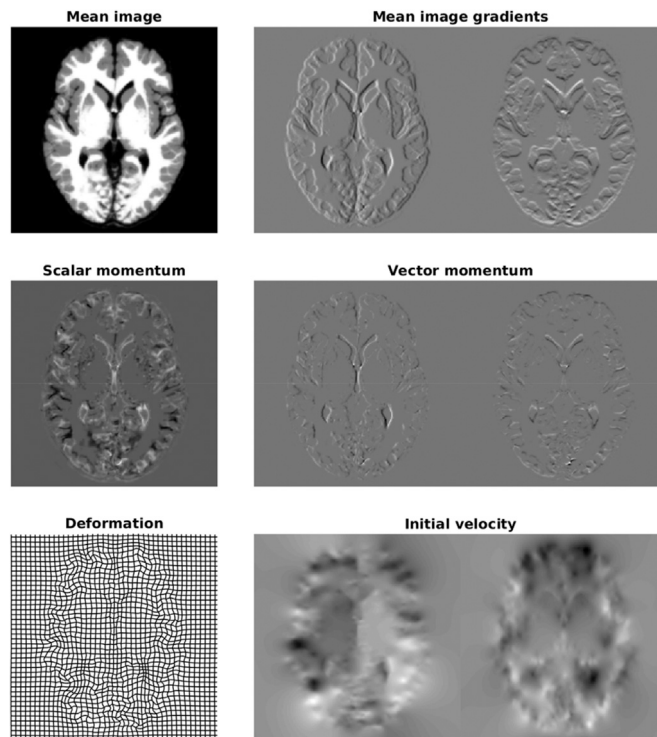 Mean image
Mean image gradients
Scalar momentum
Vector momentum
Deformation
Initial velocity